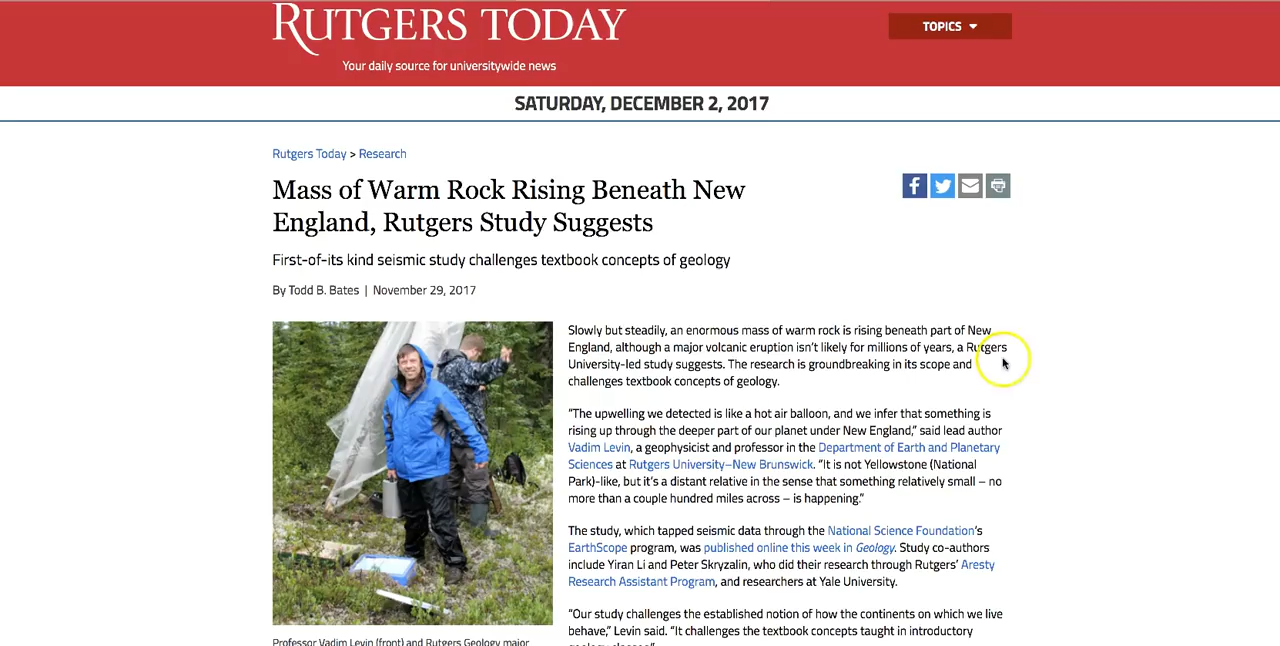 RUTGERS TODAY
TOPICS
Your daily source for universitywide news
SATURDAY, DECEMBER 2, 2017
Rutgers Today > Research
Mass of Warm Rock Rising Beneath New
England, Rutgers Study Suggests
First-of-its kind seismic study challenges textbook concepts of geology
By Todd B. Bates | November 29, 2017
Slowly but steadily, an enormous mass of warm rock is rising beneath part of New
England, although a major volcanic eruption isn't likely for millions of years, a Rutgers
University-led study suggests. The research is groundbreaking in its scope and
challenges textbook concepts of geology.
"The upwelling we detected is like a hot air balloon, and we infer that something is
rising up through the deeper part of our planet under New England," said lead author
Vadim Levin, a geophysicist and professor in the Department of Earth and Planetary
Sciences at Rutgers University–New Brunswick. "It is not Yellowstone (National
Park)-like, but it's a distant relative in the sense that something relatively small – no
more than a couple hundred miles across – is happening."
The study, which tapped seismic data through the National Science Foundation's
EarthScope program, was published online this week in Geology. Study co-authors
include Yiran Li and Peter Skryzalin, who did their research through Rutgers' Aresty
Research Assistant Program, and researchers at Yale University.
"Our study challenges the established notion of how the continents on which we live
behave," Levin said. "It challenges the textbook concepts taught in introductory
geology classes."
Professor Vadim Levin (front) and Rutgers Geology major